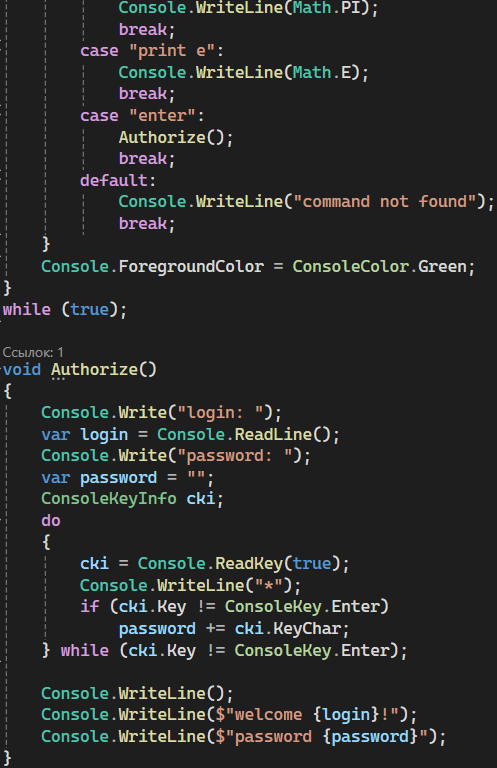 Console.WriteLine(Math.PI);
            break;
        case "print e":
            Console.WriteLine(Math.E);
            break;
        case "enter":
            Authorize();
            break;
        default:
            Console.WriteLine("command not found");
            break;
    }
    Console.ForegroundColor = ConsoleColor.Green;
}
while (true);
Ссылок: 1
void Authorize()
{
    Console.Write("login: ");
    var login = Console.ReadLine();
    Console.Write("password: ");
    var password = "";
    ConsoleKeyInfo cki;
    do
    {
        cki = Console.ReadKey(true);
        Console.WriteLine("*");
        if (cki.Key != ConsoleKey.Enter)
            password += cki.KeyChar;
    } while (cki.Key != ConsoleKey.Enter);
    Console.WriteLine();
    Console.WriteLine($"welcome {login}!");
    Console.WriteLine($"password {password}");
}